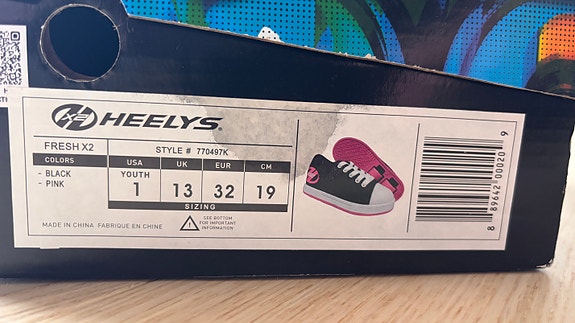 X2 HEELYS.
FRESH X2
STYLE # 770497K
COLORS
- BLACK
- PINK
USA UK EUR CM
YOUTH
1 13 32 19
SIZING
MADE IN CHINA FABRIQUE EN CHINE
SEE BOTTOM
FOR IMPORTANT
INFORMATION
8 89642 00020 9